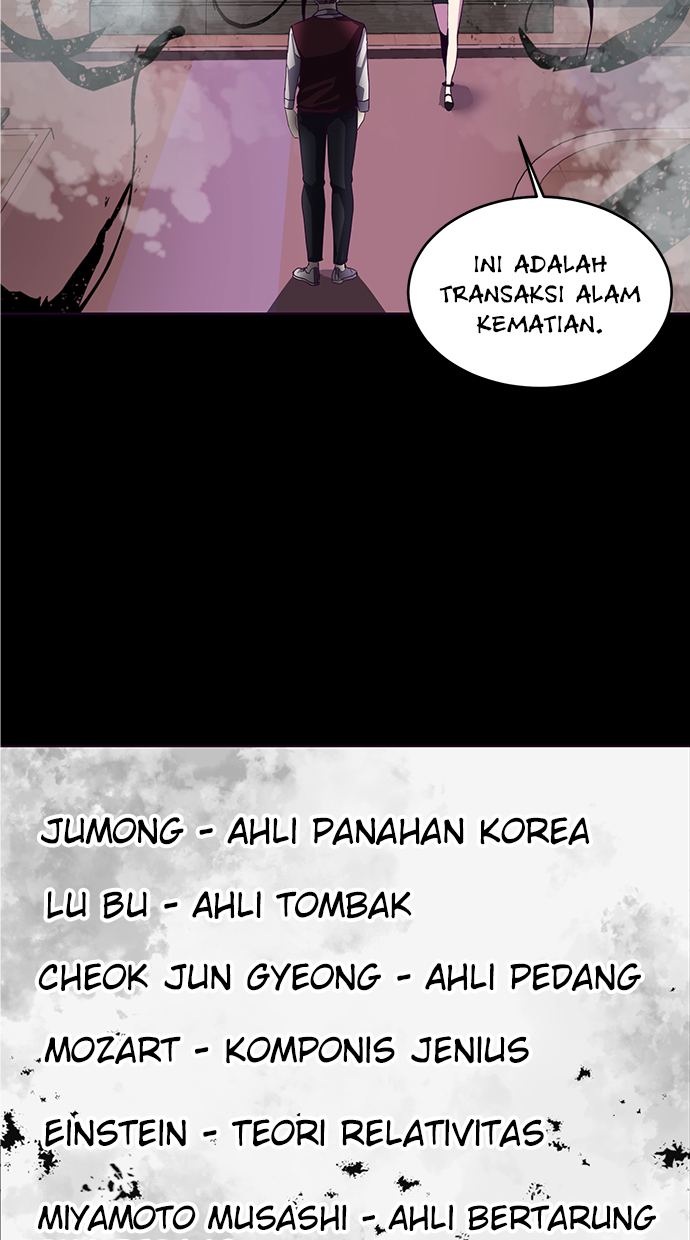 INI ADALAH
TRANSAKSI ALAM
KEMATIAN.
JUMONG - AHLI PANAHAN KOREA
LU BU - AHLI TOMBAK
CHEOK JUN GYEONG - AHLI PEDANG
MOZART - KOMPONIS JENIUS
EINSTEIN - TEORI RELATIVITAS
MIYAMOTO MUSASHI - AHLI BERTARUNG